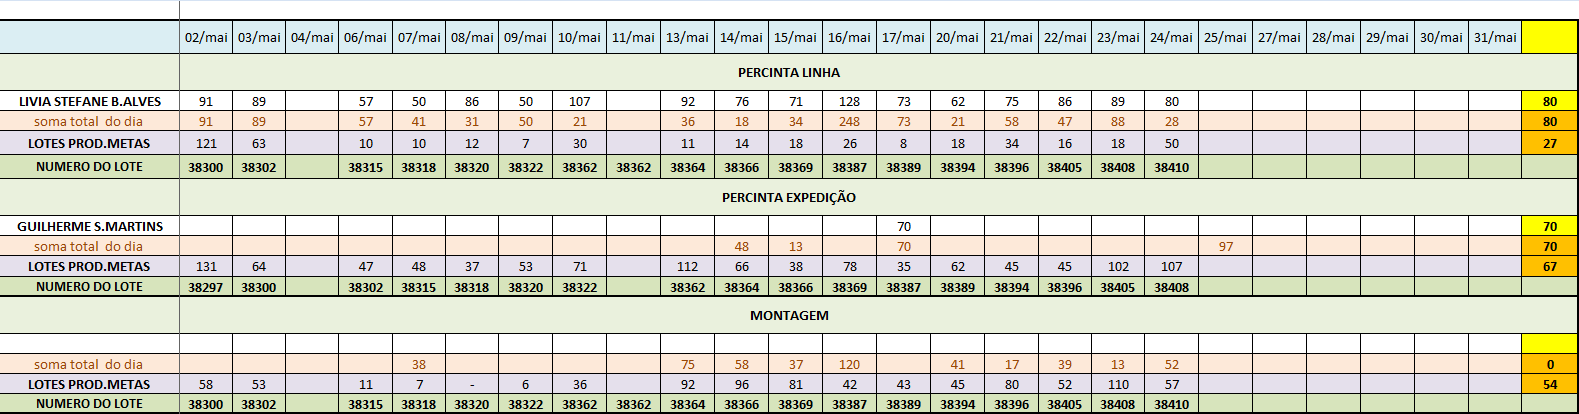 02/mai 03/mai 04/mai 06/mai 07/mai 08/mai 09/mai 10/mai 11/mai 13/mai 14/mai 15/mai 16/mai 17/mai 20/mai 21/mai 22/mai 23/mai 24/mai 25/mai 27/mai 28/mai 29/mai 30/mai 31/mai
PERCINTA LINHA
LIVIA STEFANE B.ALVES 91 89 57 50 86 50 107 92 76 71 128 73 62 75 86 89 80 80
soma total do dia 91 89 57 41 31 50 21 36 18 34 248 73 21 58 47 88 28 80
LOTES PROD.METAS 121 63 10 10 12 7 30 11 14 18 26 8 18 34 16 18 50 27
NUMERO DO LOTE 38300 38302 38315 38318 38320 38322 38362 38362 38364 38366 38369 38387 38389 38394 38396 38405 38408 38410
PERCINTA EXPEDIÇÃO
GUILHERME S.MARTINS 70 70
soma total do dia 48 13 70 97 70
LOTES PROD.METAS 131 64 47 48 37 53 71 112 66 38 78 35 62 45 45 102 107 67
NUMERO DO LOTE 38297 38300 38302 38315 38318 38320 38322 38362 38364 38366 38369 38387 38389 38394 38396 38405 38408
MONTAGEM
soma total do dia 38 75 58 37 120 41 17 39 13 52 0
LOTES PROD.METAS 58 53 11 7 - 6 36 92 96 81 42 43 45 80 52 110 57 54
NUMERO DO LOTE 38300 38302 38315 38318 38320 38322 38362 38362 38364 38366 38369 38387 38389 38394 38396 38405 38408 38410